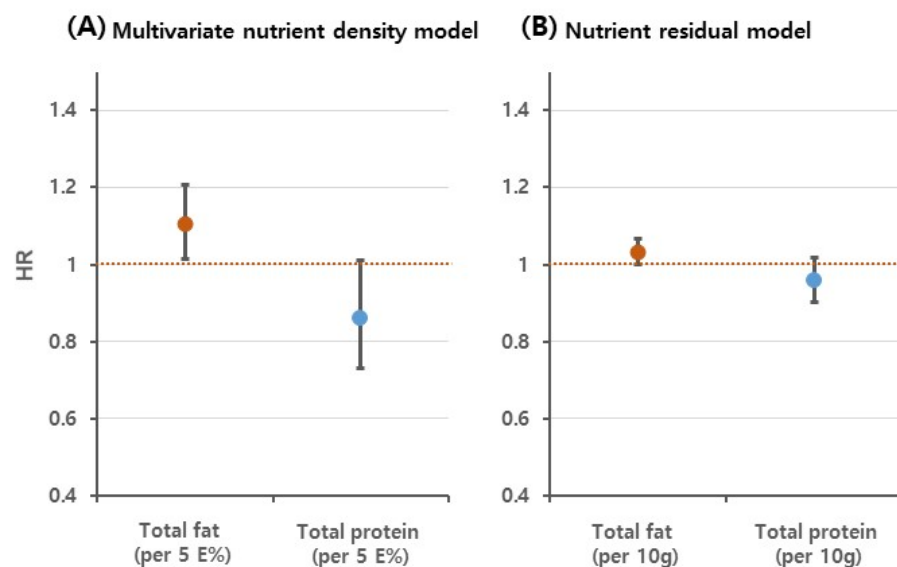 (A) Multivariate nutrient density model
1.4
1.2
1
0.8
0.6
0.4
HR
Total fat
(per 5 E%)
Total protein
(per 5 E%)
(B) Nutrient residual model
1.4
1.2
1
0.8
0.6
0.4
Total fat
(per 10g)
Total protein
(per 10g)